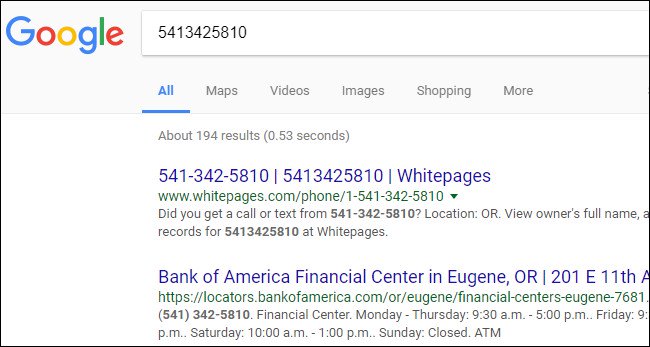 Google 5413425810
All Maps Videos Images Shopping More
About 194 results (0.53 seconds)
541-342-5810 | 5413425810 | Whitepages
www.whitepages.com/phone/1-541-342-5810
Did you get a call or text from 541-342-5810? Location: OR. View owner's full name, a
records for 5413425810 at Whitepages.
Bank of America Financial Center in Eugene, OR | 201 E 11th A
https://locators.bankofamerica.com/or/eugene/financial-centers-eugene-7681.
(541) 342-5810. Financial Center. Monday - Thursday: 9:30 a.m. - 5:00 p.m.. Friday: 9:
p.m.. Saturday: 10:00 a.m. - 1:00 p.m.. Sunday: Closed. ATM